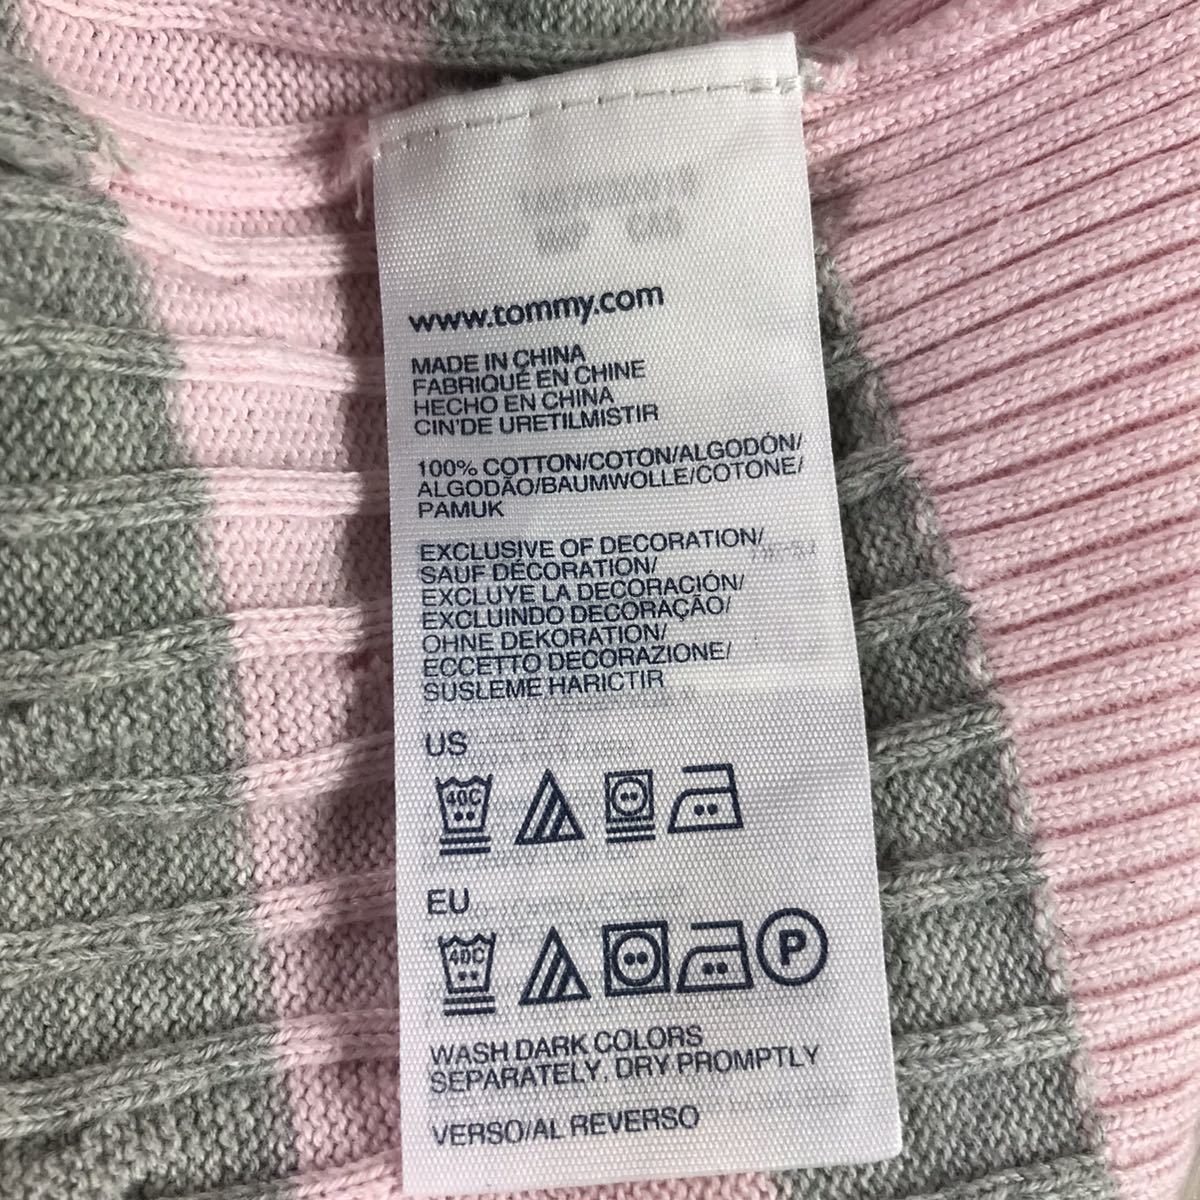 www.tommy.com
MADE IN CHINA
FABRIQUÉ EN CHINE
HECHO EN CHINA
CIN'DE URETILMISTIR
100% COTTON/COTON/ALGODÓN/
ALGODÃO/BAUMWOLLE/COTONE/
PAMUK
EXCLUSIVE OF DECORATION/
SAUF DÉCORATION/
EXCLUYE LA DECORACIÓN/
EXCLUINDO DECORAÇÃO/
OHNE DEKORATION/
ECCETTO DECORAZIONE/
SUSLEME HARICTIR
US
40C
EU
40C P
WASH DARK COLORS
SEPARATELY, DRY PROMPTLY
VERSO/AL REVERSO